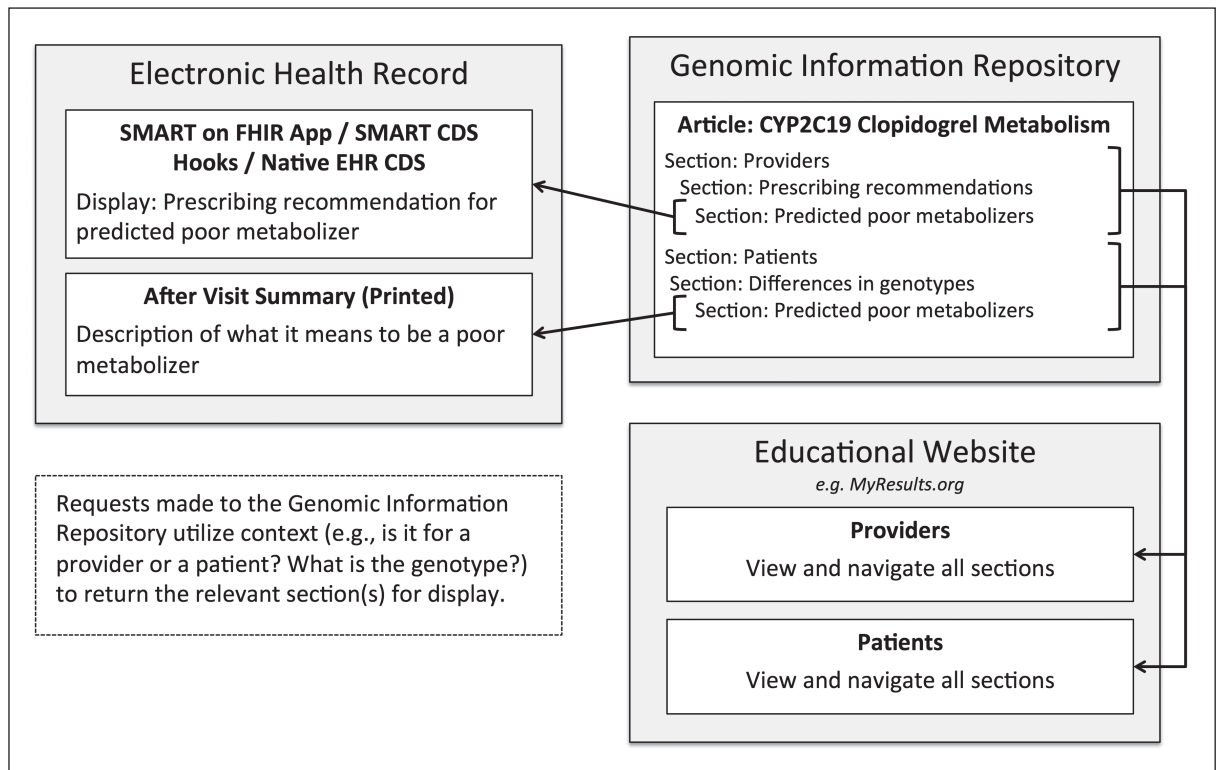 Electronic Health Record
SMART on FHIR App / SMART CDS
Hooks / Native EHR CDS
Display: Prescribing recommendation for
predicted poor metabolizer
After Visit Summary (Printed)
Description of what it means to be a poor
metabolizer
Requests made to the Genomic Information
Repository utilize context (e.g., is it for a
provider or a patient? What is the genotype?)
to return the relevant section(s) for display.
Genomic Information Repository
Article: CYP2C19 Clopidogrel Metabolism
Section: Providers
Section: Prescribing recommendations
Section: Predicted poor metabolizers
Section: Patients
Section: Differences in genotypes
Section: Predicted poor metabolizers
Educational Website
e.g. MyResults.org
Providers
View and navigate all sections
Patients
View and navigate all sections